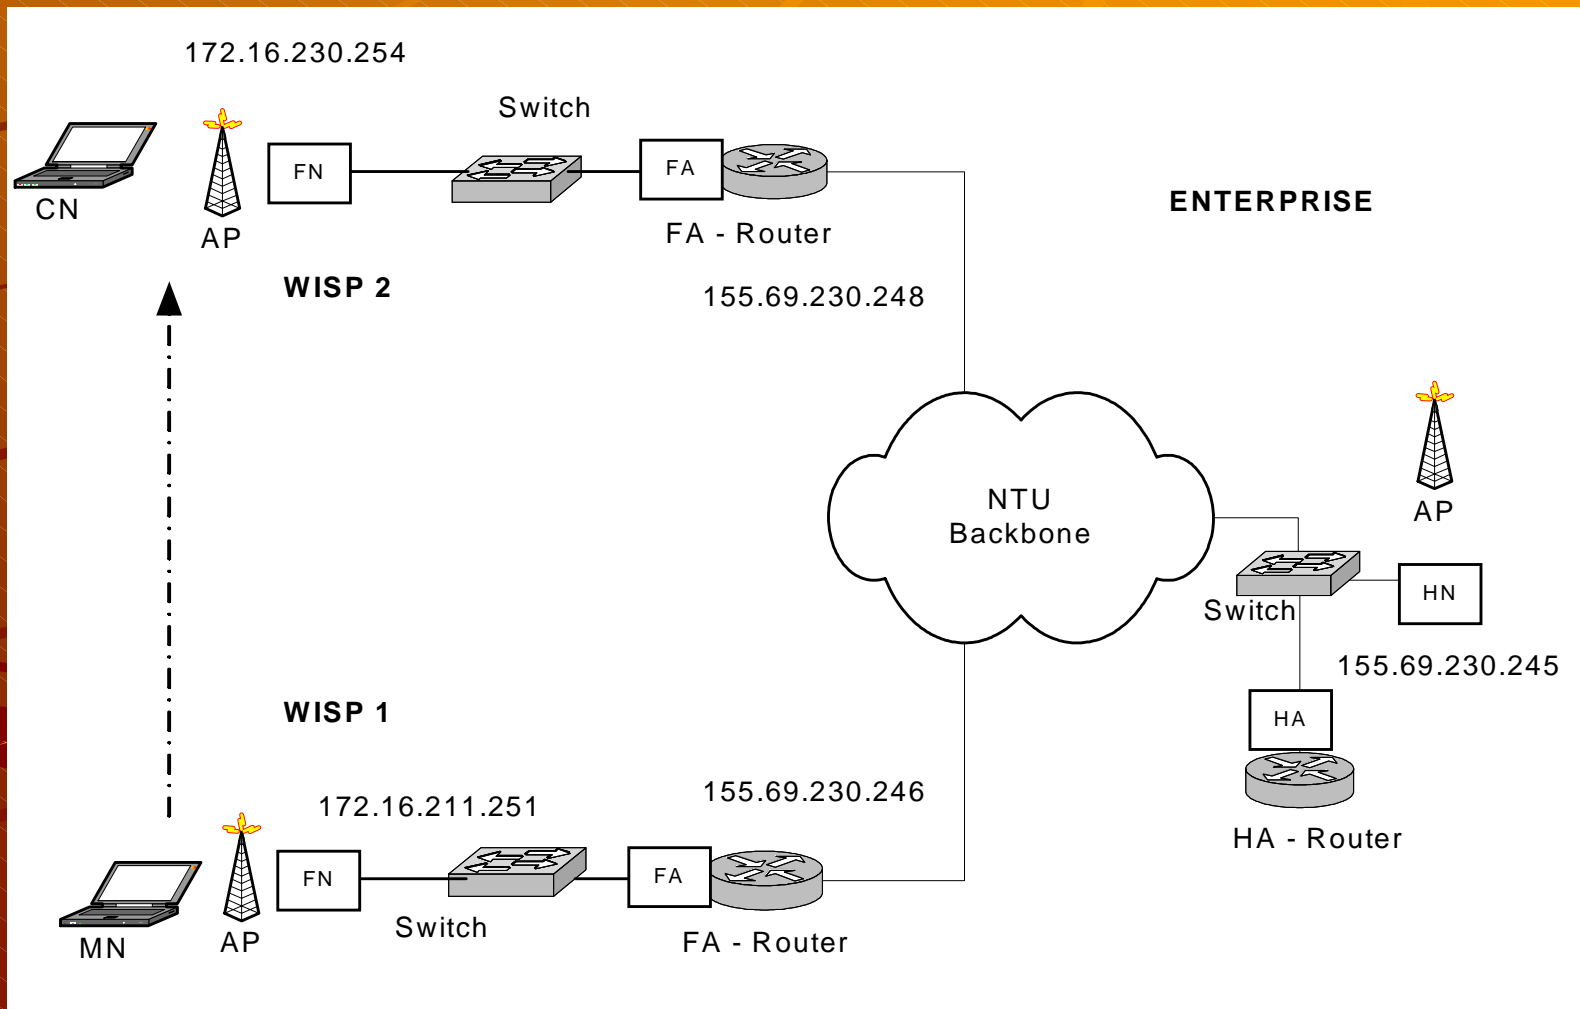 172.16.230.254
Switch
FN
FA
CN
AP
FA - Router
ENTERPRISE
WISP 2
155.69.230.248
NTU
Backbone
AP
HN
Switch
155.69.230.245
HA
HA - Router
WISP 1
172.16.211.251
155.69.230.246
FN
FA
MN
AP
Switch
FA - Router